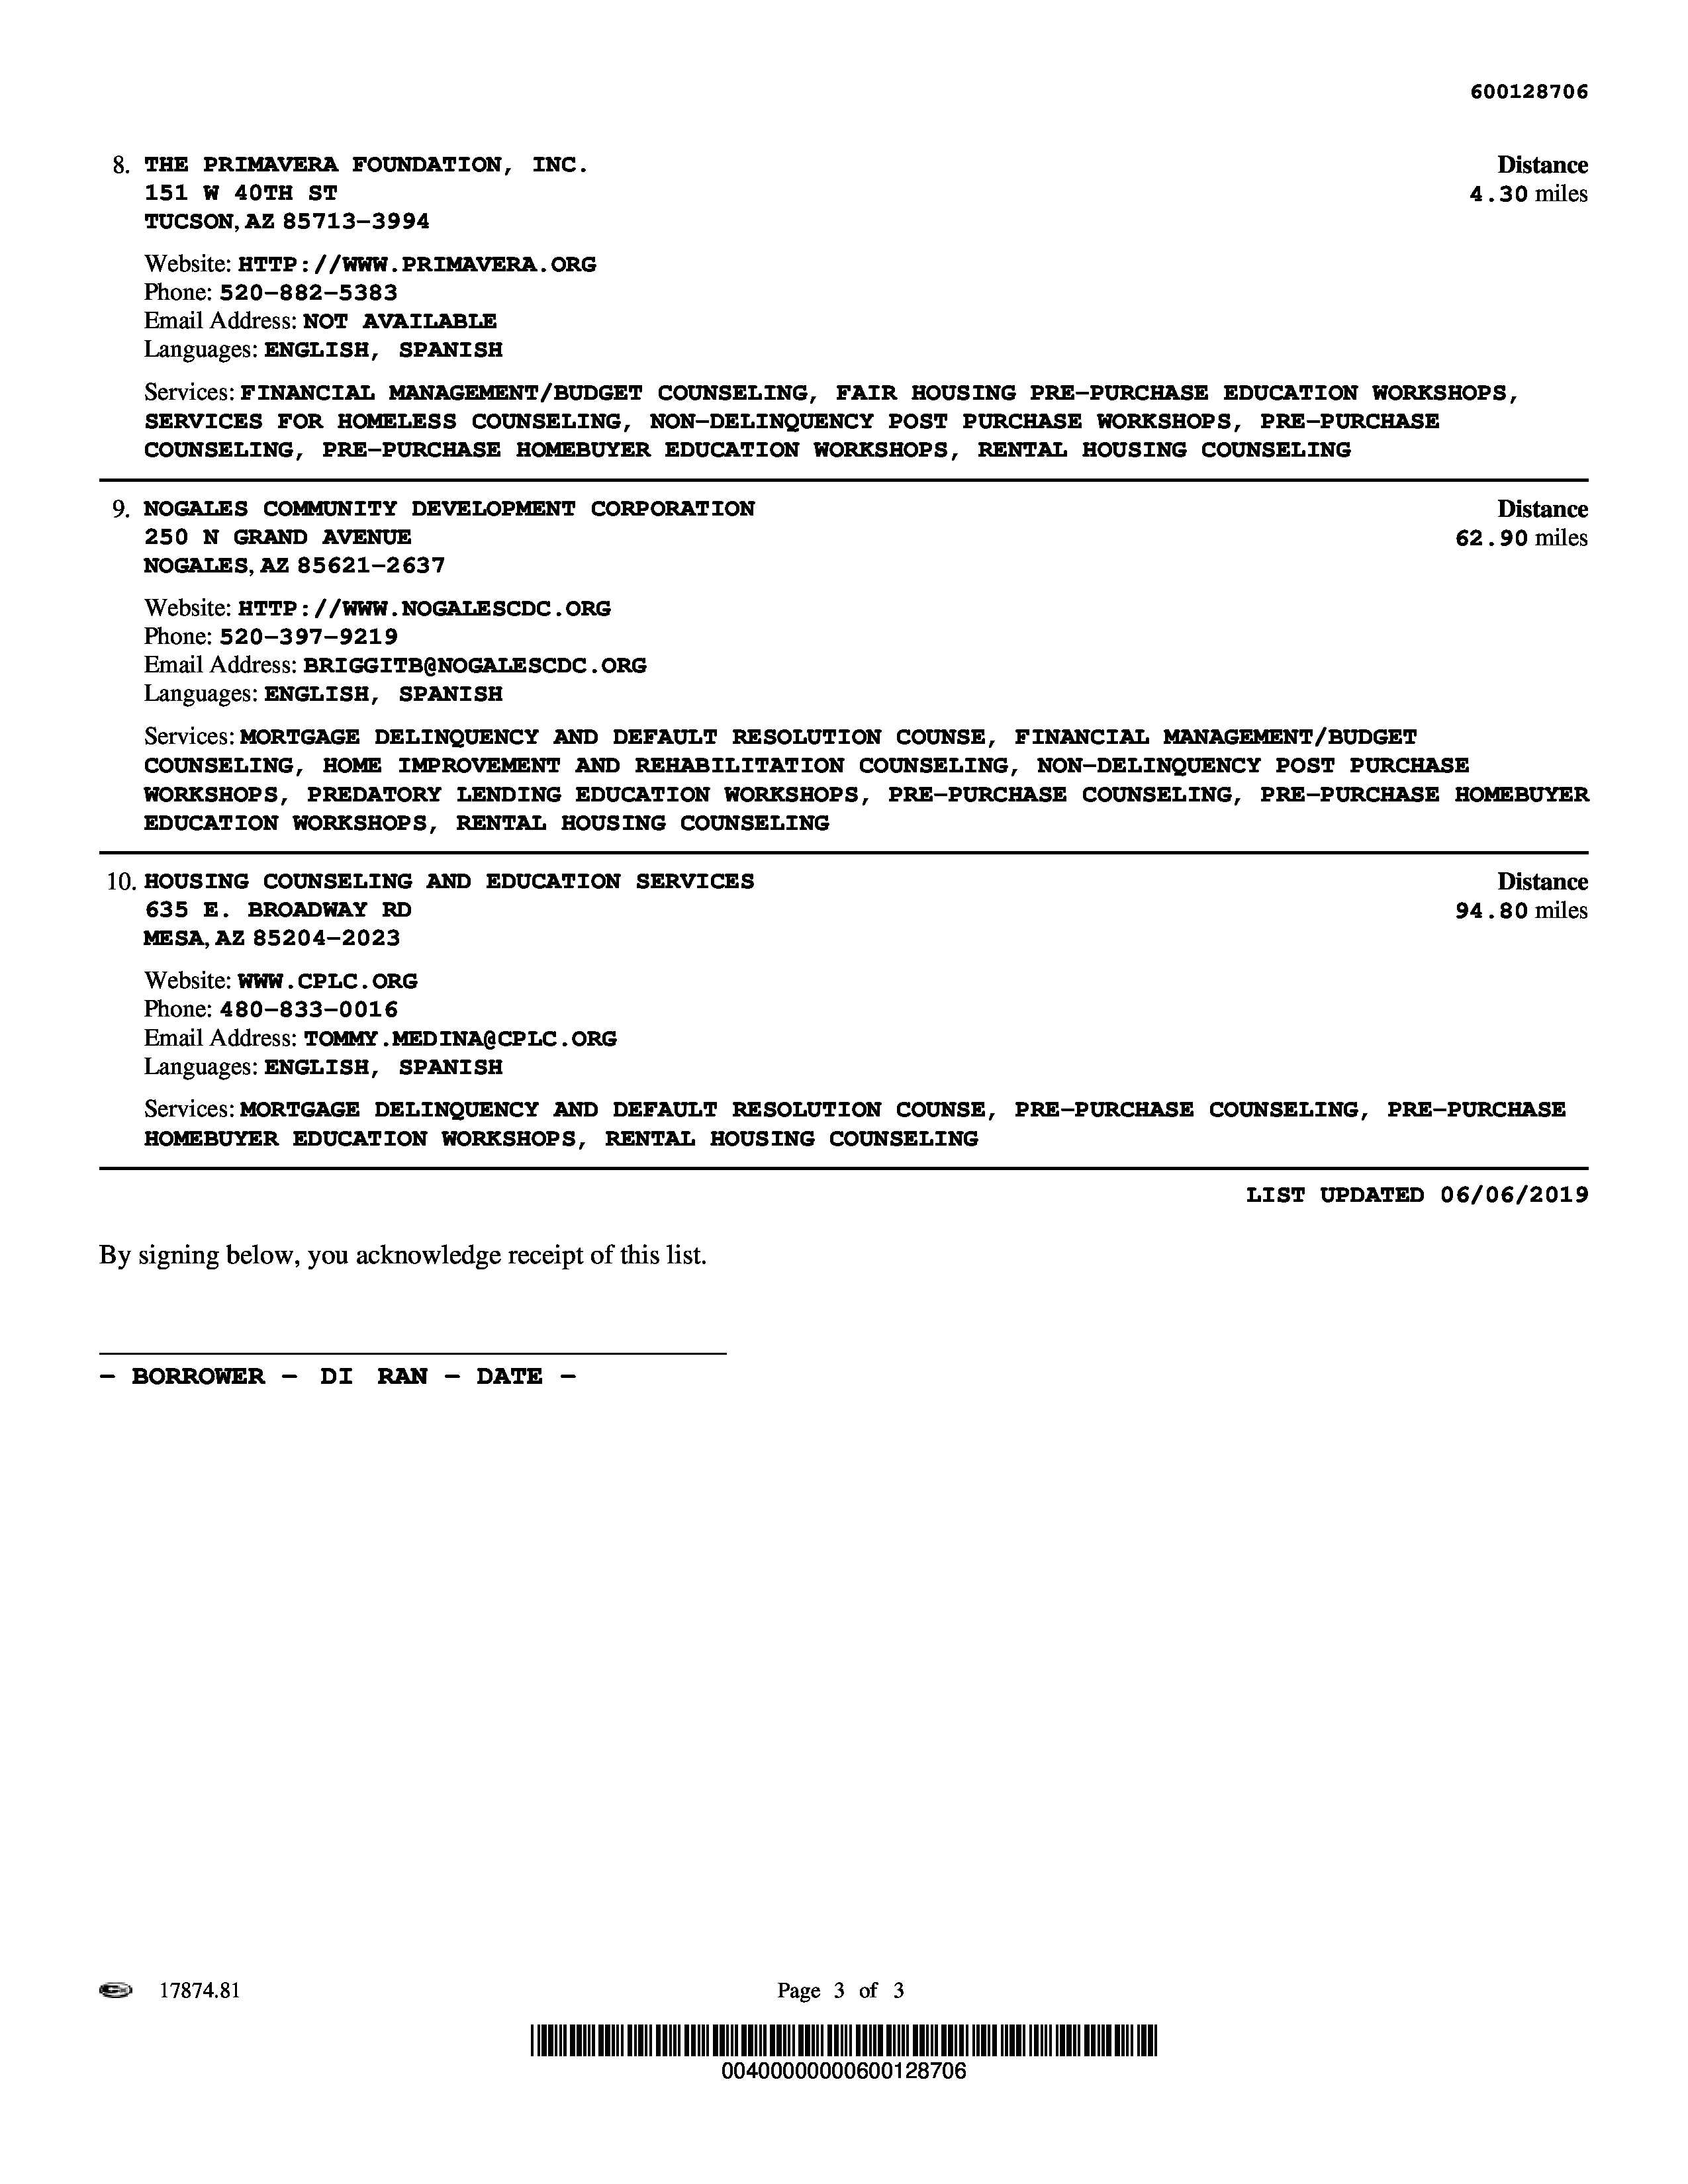 600128706
8. THE PRIMAVERA FOUNDATION, INC.
Distance
151 W 40TH ST
4.30 miles
TUCSON, AZ 85713-3994
Website: HTTP://WWW.PRIMAVERA.ORG
Phone: 520-882-5383
Email Address: NOT AVAILABLE
Languages: ENGLISH, SPANISH
Services: FINANCIAL MANAGEMENT/BUDGET COUNSELING, FAIR HOUSING PRE-PURCHASE EDUCATION WORKSHOPS,
SERVICES FOR HOMELESS COUNSELING, NON-DELINQUENCY POST PURCHASE WORKSHOPS, PRE-PURCHASE
COUNSELING, PRE-PURCHASE HOMEBUYER EDUCATION WORKSHOPS, RENTAL HOUSING COUNSELING
9. NOGALES COMMUNITY DEVELOPMENT CORPORATION
Distance
250 N GRAND AVENUE
62.90 miles
NOGALES, AZ 85621-2637
Website: HTTP://WWW.NOGALESCDC.ORG
Phone: 520-397-9219
Email Address: BRIGGITB@NOGALESCDC.ORG
Languages: ENGLISH, SPANISH
Services: MORTGAGE DELINQUENCY AND DEFAULT RESOLUTION COUNSE, FINANCIAL MANAGEMENT/BUDGET
COUNSELING, HOME IMPROVEMENT AND REHABILITATION COUNSELING, NON-DELINQUENCY POST PURCHASE
WORKSHOPS, PREDATORY LENDING EDUCATION WORKSHOPS, PRE-PURCHASE COUNSELING, PRE-PURCHASE HOMEBUYER
EDUCATION WORKSHOPS, RENTAL HOUSING COUNSELING
10. HOUSING COUNSELING AND EDUCATION SERVICES
Distance
635 E. BROADWAY RD
94.80 miles
MESA, AZ 85204-2023
Website: WWW.CPLC.ORG
Phone: 480-833-0016
Email Address: TOMMY.MEDINA@CPLC.ORG
Languages: ENGLISH, SPANISH
Services: MORTGAGE DELINQUENCY AND DEFAULT RESOLUTION COUNSE, PRE-PURCHASE COUNSELING, PRE-PURCHASE
HOMEBUYER EDUCATION WORKSHOPS, RENTAL HOUSING COUNSELING
LIST UPDATED 06/06/2019
By signing below, you acknowledge receipt of this list.
- BORROWER - DI RAN - DATE -
17874.81
Page 3 of 3
00400000000600128706